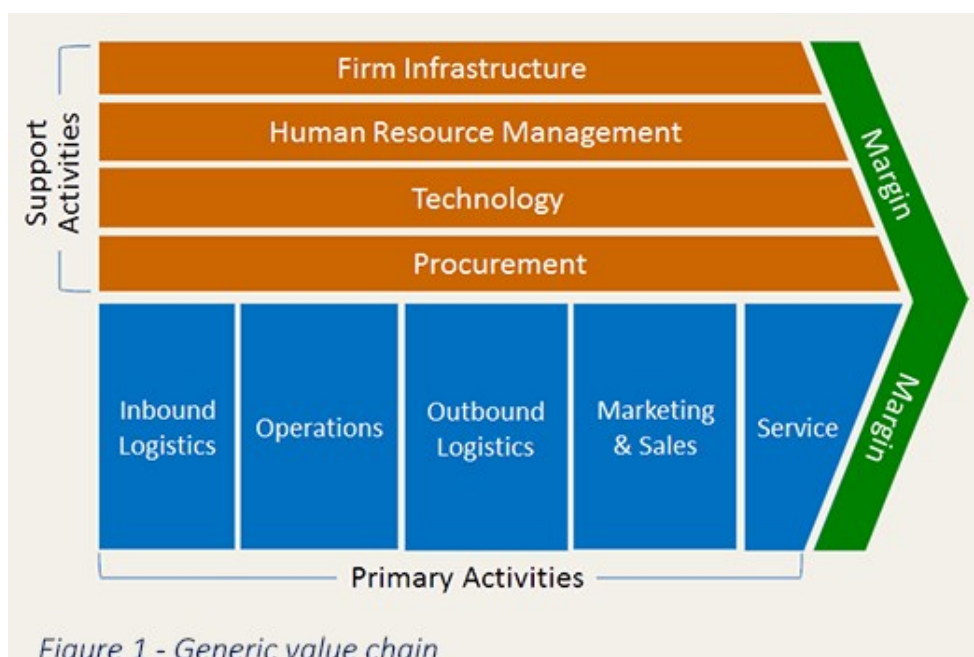 Firm Infrastructure
Human Resource Management
Technology
Procurement
Support
Activities
Margin
Inbound
Logistics
Operations
Outbound
Logistics
Marketing
& Sales
Service
Margin
Primary Activities
Figure 1 - Generic value chain